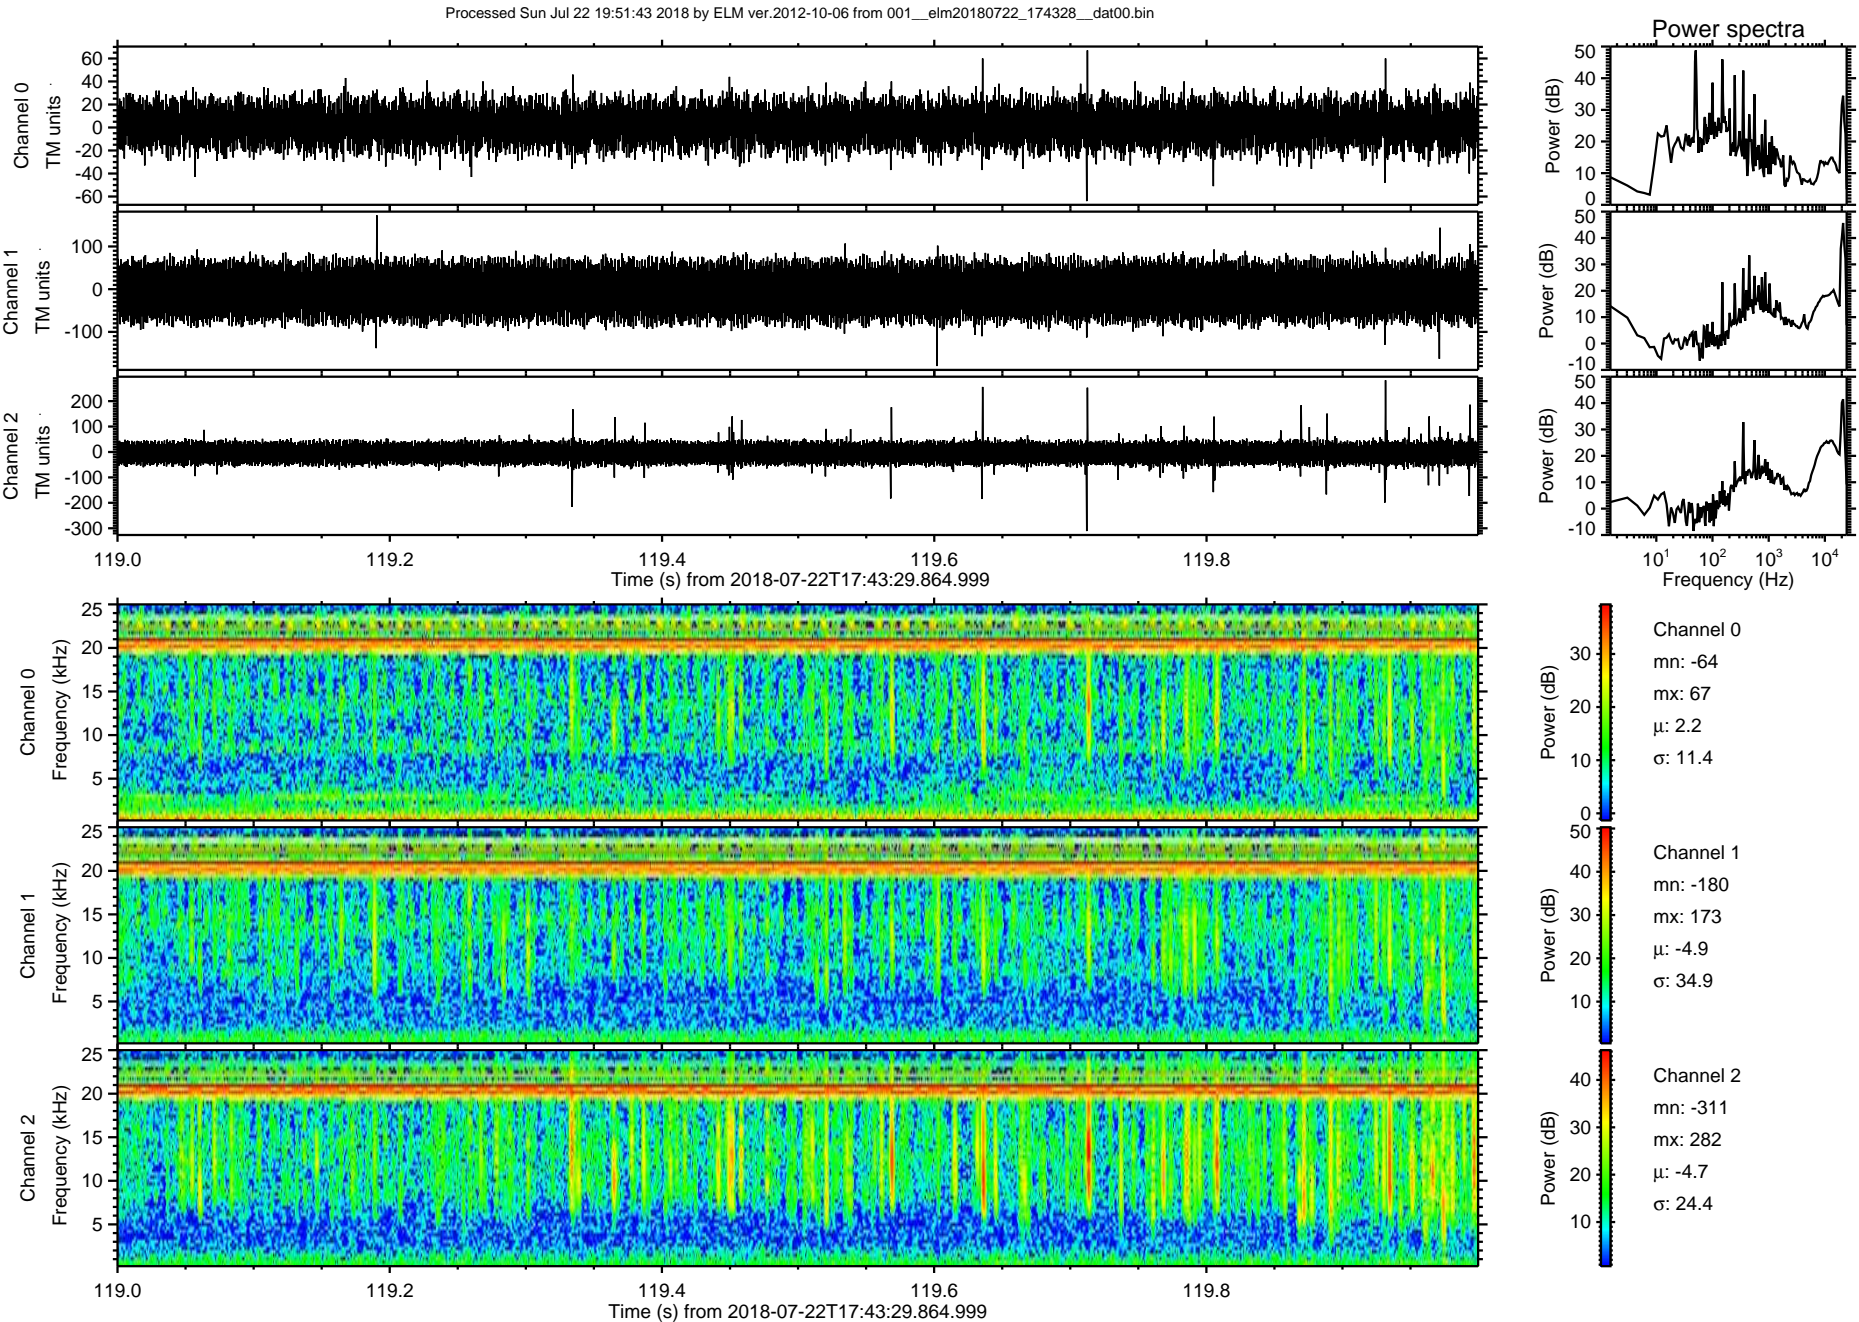 Processed Sun Jul 22 19:51:43 2018 by ELM ver.2012-10-06 from 001__elm20180722_174328__dat00.bin
Power spectra
Channel 0
TM units
60
40
20
0
-20
-40
-60
Power (dB)
50
40
30
20
10
0
Channel 1
TM units
100
0
-100
Power (dB)
50
40
30
20
10
0
-10
Channel 2
TM units
200
100
0
-100
-200
-300
Power (dB)
50
40
30
20
10
0
-10
119.0 119.2 119.4 119.6 119.8
Time (s) from 2018-07-22T17:43:29.864.999
10¹ 10² 10³ 10⁴
Frequency (Hz)
Channel 0
Frequency (kHz)
25
20
15
10
5
Power (dB)
30
20
10
0
Channel 0
mn: -64
mx: 67
μ: 2.2
σ: 11.4
Channel 1
Frequency (kHz)
25
20
15
10
5
Power (dB)
50
40
30
20
10
Channel 1
mn: -180
mx: 173
μ: -4.9
σ: 34.9
Channel 2
Frequency (kHz)
25
20
15
10
5
Power (dB)
40
30
20
10
Channel 2
mn: -311
mx: 282
μ: -4.7
σ: 24.4
119.0 119.2 119.4 119.6 119.8
Time (s) from 2018-07-22T17:43:29.864.999